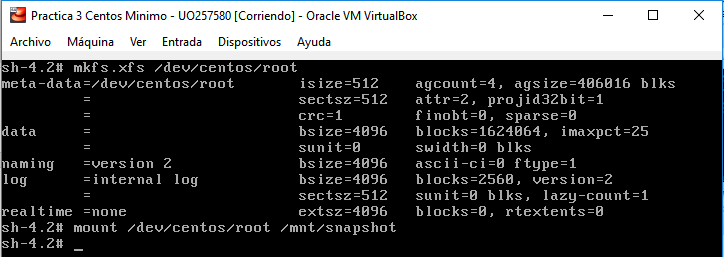 Practica 3 Centos Minimo - UO257580 [Corriendo] - Oracle VM VirtualBox
Archivo Máquina Ver Entrada Dispositivos Ayuda
sh-4.2# mkfs.xfs /dev/centos/root
meta-data=/dev/centos/root isize=512 agcount=4, agsize=406016 blks
= sectsz=512 attr=2, projid32bit=1
= crc=1 finobt=0, sparse=0
data = bsize=4096 blocks=1624064, imaxpct=25
= sunit=0 swidth=0 blks
naming =version 2 bsize=4096 ascii-ci=0 ftype=1
log =internal log bsize=4096 blocks=2560, version=2
= sectsz=512 sunit=0 blks, lazy-count=1
realtime =none extsz=4096 blocks=0, rtextents=0
sh-4.2# mount /dev/centos/root /mnt/snapshot
sh-4.2# _